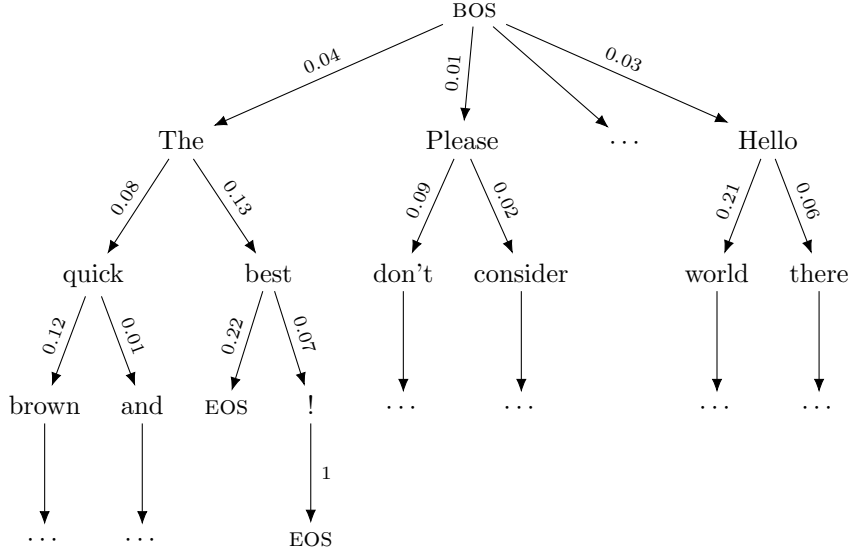 BOS
0.04 0.01 0.03
The Please ... Hello
0.08 0.13 0.09 0.02 0.21 0.06
quick best don't consider world there
0.12 0.01 0.22 0.07
brown and EOS ! ... ... ... ...
1
... ... EOS